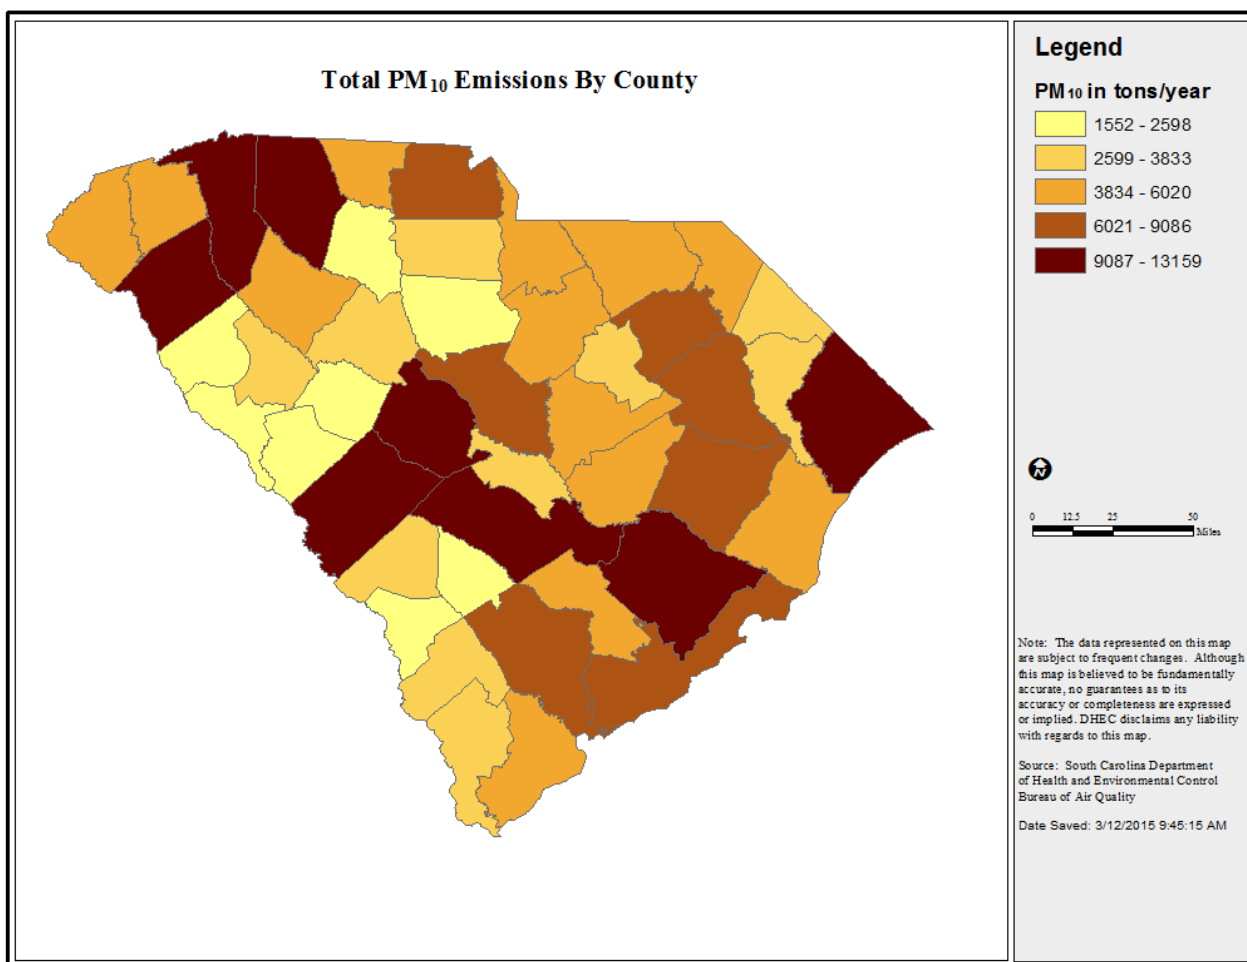 Total PM10 Emissions By County
Legend
PM10 in tons/year
1552 - 2598
2599 - 3833
3834 - 6020
6021 - 9086
9087 - 13159
N
0 12.5 25 50
Miles
Note: The data represented on this map
are subject to frequent changes. Although
this map is believed to be fundamentally
accurate, no guarantees as to its
accuracy or completeness are expressed
or implied. DHEC disclaims any liability
with regards to this map.
Source: South Carolina Department
of Health and Environmental Control
Bureau of Air Quality
Date Saved: 3/12/2015 9:45:15 AM